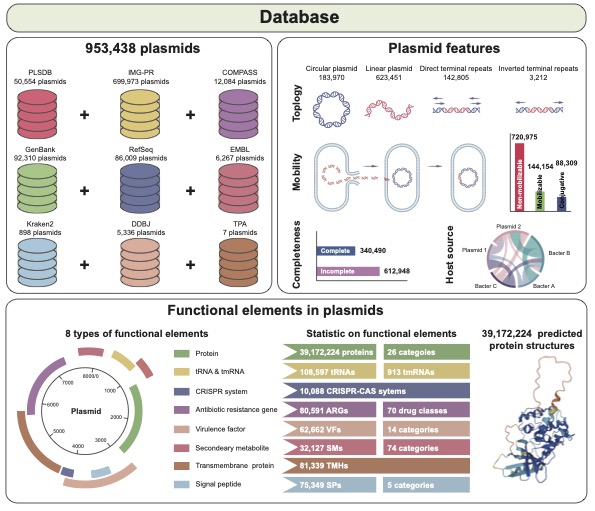 Database
953,438 plasmids
PLSDB
50,554 plasmids
IMG-PR
699,973 plasmids
COMPASS
12,084 plasmids
+
+
GenBank
92,310 plasmids
RefSeq
86,009 plasmids
EMBL
6,267 plasmids
+
+
Kraken2
898 plasmids
DDBJ
5,336 plasmids
TPA
7 plasmids
+
+
Plasmid features
Toplogy
Circular plasmid
183,970
Linear plasmid
623,451
Direct terminal repeats
142,805
Inverted terminal repeats
3,212
Mobility
720,975
Non-mobilizable
144,154
Mobilizable
88,309
Conjugative
Completeness
Complete
340,490
Incomplete
612,948
Host source
Plasmid 2
Plasmid 1
Bacter B
Bacter C
Bacter A
Functional elements in plasmids
8 types of functional elements
Plasmid
8000/0
1000
2000
3000
4000
6000
7000
Protein
tRNA & tmRNA
CRISPR system
Antibiotic resistance gene
Virulence factor
Seconedary metabolite
Transmembrane protein
Signal peptide
Statistic on functional elements
39,172,224 proteins
26 categoies
108,597 tRNAs
913 tmRNAs
10,088 CRISPR-CAS sytems
80,591 ARGs
70 drug classes
62,662 VFs
14 categories
32,127 SMs
74 categories
81,339 TMHs
75,349 SPs
5 categories
39,172,224 predicted
protein structures